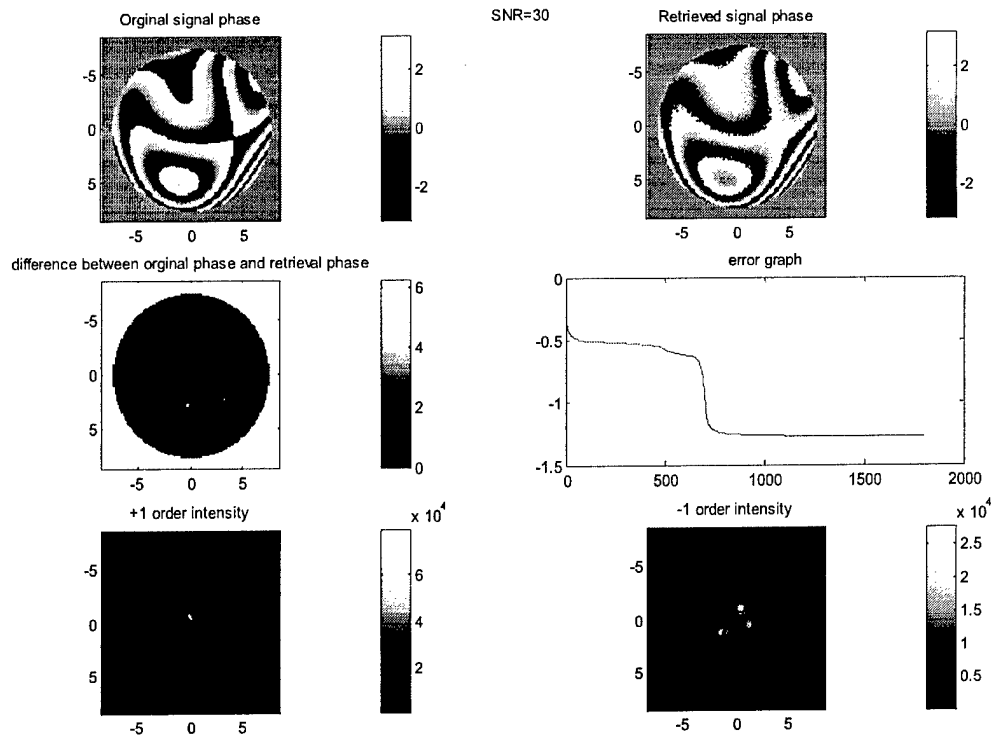 Orginal signal phase
SNR=30
Retrieved signal phase
-5
0
5
-5 0 5
2
0
-2
-5
0
5
-5 0 5
2
0
-2
difference between orginal phase and retrieval phase
-5
0
5
-5 0 5
6
4
2
0
error graph
0
-0.5
-1
-1.5
0 500 1000 1500 2000
+1 order intensity
-5
0
5
-5 0 5
x 10^4
6
4
2
-1 order intensity
-5
0
5
-5 0 5
x 10^4
2.5
2
1.5
1
0.5